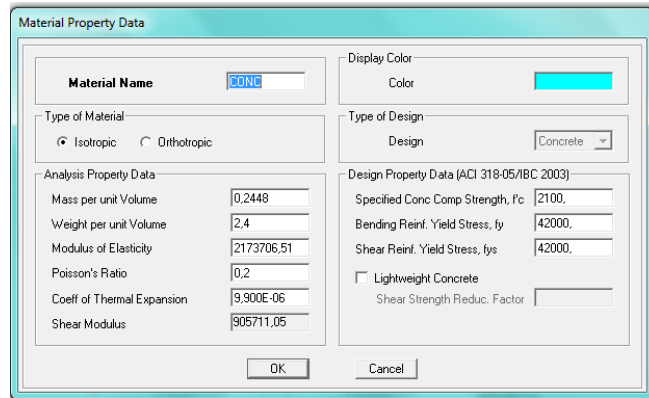 Material Property Data
Material Name CONC
Display Color
Color
Type of Material
Isotropic Orthotropic
Type of Design
Design Concrete
Analysis Property Data
Mass per unit Volume 0,2448
Weight per unit Volume 2,4
Modulus of Elasticity 2173706,51
Poisson's Ratio 0,2
Coeff of Thermal Expansion 9,900E-06
Shear Modulus 905711,05
Design Property Data (ACI 318-05/IBC 2003)
Specified Conc Comp Strength, f'c 2100,
Bending Reinf. Yield Stress, fy 42000,
Shear Reinf. Yield Stress, fys 42000,
Lightweight Concrete
Shear Strength Reduc. Factor
OK Cancel